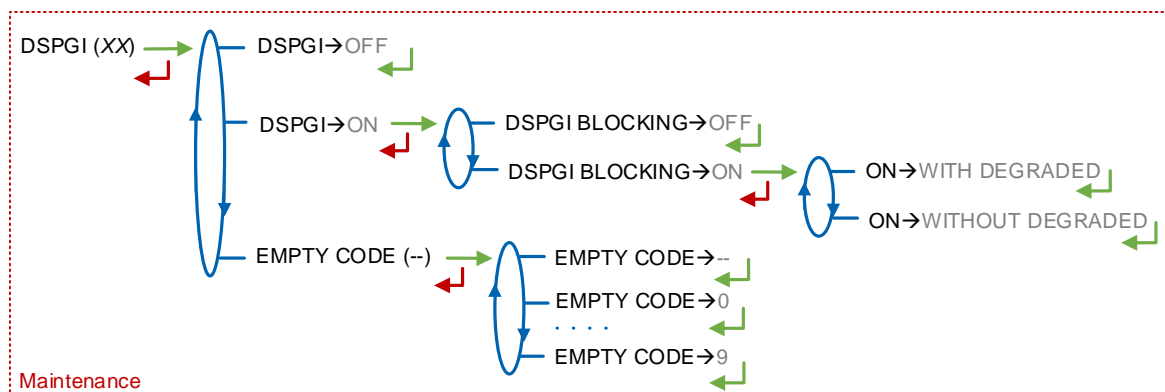 DSPGI (XX)
DSPGI→OFF
DSPGI→ON
DSPGI BLOCKING→OFF
DSPGI BLOCKING→ON
ON→WITH DEGRADED
ON→WITHOUT DEGRADED
EMPTY CODE (--)
EMPTY CODE→--
EMPTY CODE→0
. . . .
EMPTY CODE→9
Maintenance